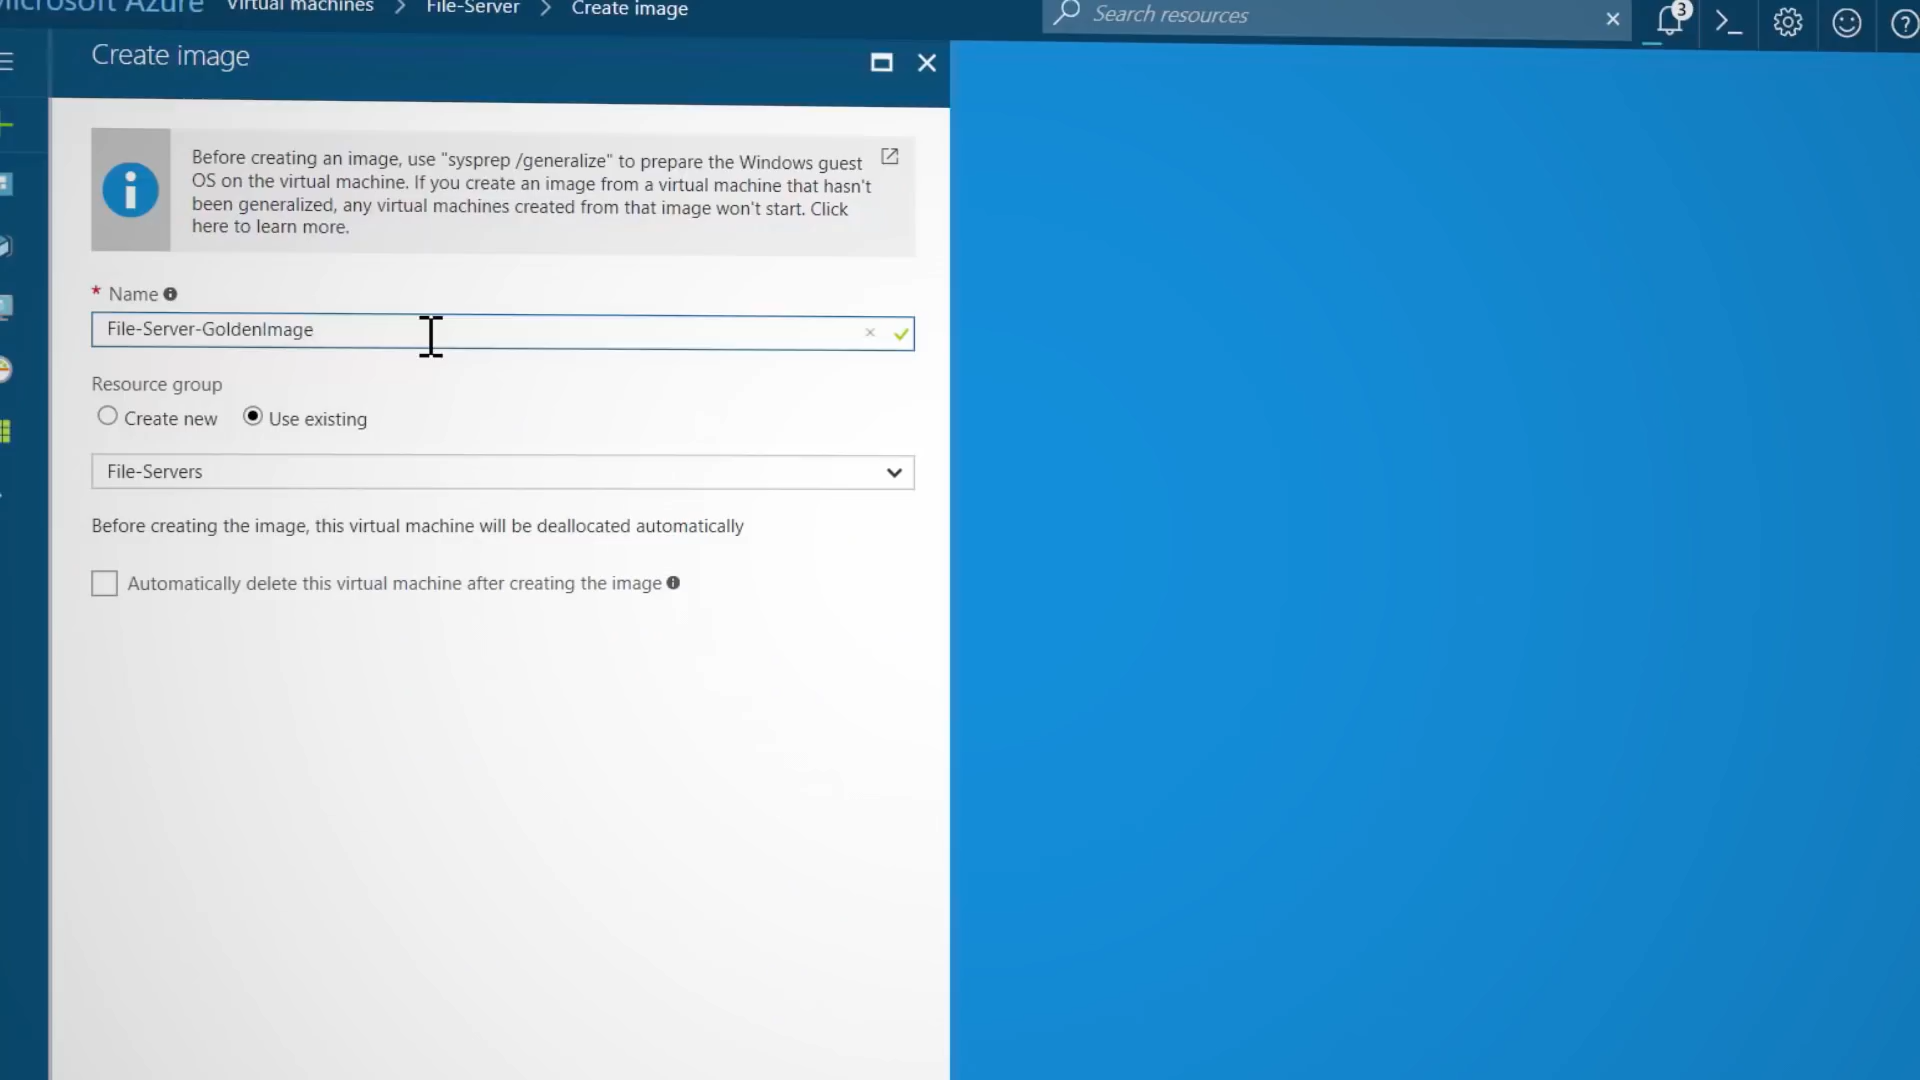 Microsoft Azure Virtual machines > File-Server > Create image
Search resources
3
Create image
Before creating an image, use "sysprep /generalize" to prepare the Windows guest
OS on the virtual machine. If you create an image from a virtual machine that hasn't
been generalized, any virtual machines created from that image won't start. Click
here to learn more.
* Name
File-Server-GoldenImage
Resource group
Create new Use existing
File-Servers
Before creating the image, this virtual machine will be deallocated automatically
Automatically delete this virtual machine after creating the image